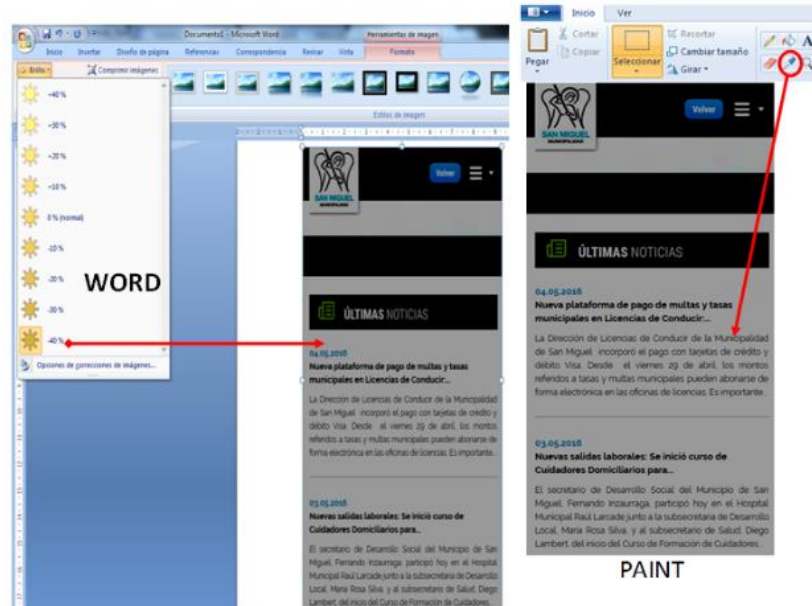 Documento1 - Microsoft Word
Herramientas de imagen
Inicio Insertar Diseño de página Referencias Correspondencia Revisar Vista Formato
Brillo
Comprimir imágenes
Estilos de imagen
+40 %
+30 %
+20 %
+10 %
0 % (normal)
-10 %
-20 %
-30 %
-40 %
Opciones de correcciones de imágenes...
WORD
SAN MIGUEL
MUNICIPALIDAD
Volver
ÚLTIMAS NOTICIAS
04.05.2016
Nueva plataforma de pago de multas y tasas
municipales en Licencias de Conducir:...
La Dirección de Licencias de Conducir de la Municipalidad
de San Miguel incorporó el pago con tarjetas de crédito y
débito Visa. Desde el viernes 29 de abril, los montos
referidos a tasas y multas municipales pueden abonarse de
forma electrónica en las oficinas de licencias. Es importante...
03.05.2016
Nuevas salidas laborales: Se inició curso de
Cuidadores Domiciliarios para...
El secretario de Desarrollo Social del Municipio de San
Miguel, Fernando Inzaurraga, participó hoy en el Hospital
Municipal Raúl Larcade junto a la subsecretaria de Desarrollo
Local, María Rosa Silva, y al subsecretario de Salud, Diego
Lambert, del inicio del Curso de Formación de Cuidadores...
Inicio Ver
Pegar
Cortar
Copiar
Seleccionar
Recortar
Cambiar tamaño
Girar
A
SAN MIGUEL
MUNICIPALIDAD
Volver
ÚLTIMAS NOTICIAS
04.05.2016
Nueva plataforma de pago de multas y tasas
municipales en Licencias de Conducir:...
La Dirección de Licencias de Conducir de la Municipalidad
de San Miguel incorporó el pago con tarjetas de crédito y
débito Visa. Desde el viernes 29 de abril, los montos
referidos a tasas y multas municipales pueden abonarse de
forma electrónica en las oficinas de licencias. Es importante...
03.05.2016
Nuevas salidas laborales: Se inició curso de
Cuidadores Domiciliarios para...
El secretario de Desarrollo Social del Municipio de San
Miguel, Fernando Inzaurraga, participó hoy en el Hospital
Municipal Raúl Larcade junto a la subsecretaria de Desarrollo
Local, María Rosa Silva, y al subsecretario de Salud, Diego
Lambert, del inicio del Curso de Formación de Cuidadores...
PAINT